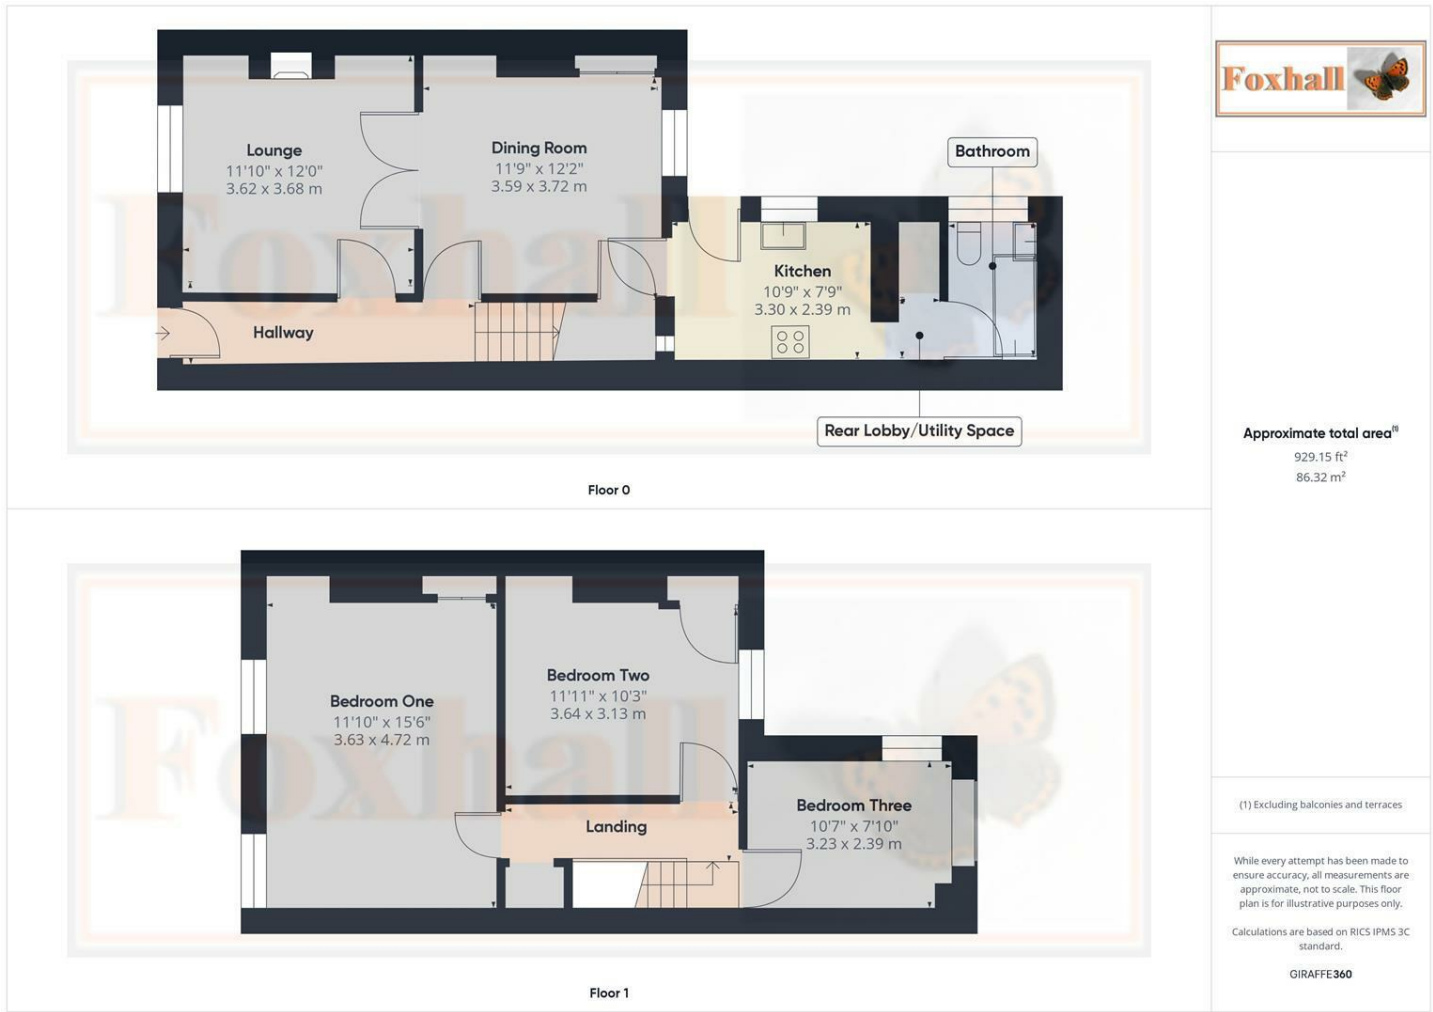 Lounge
11'10" x 12'0"
3.62 x 3.68 m
Dining Room
11'9" x 12'2"
3.59 x 3.72 m
Bathroom
Kitchen
10'9" x 7'9"
3.30 x 2.39 m
Hallway
Rear Lobby/Utility Space
Floor 0
Foxhall
Bedroom One
11'10" x 15'6"
3.63 x 4.72 m
Bedroom Two
11'11" x 10'3"
3.64 x 3.13 m
Bedroom Three
10'7" x 7'10"
3.23 x 2.39 m
Landing
Floor 1
Foxhall
Foxhall
Approximate total area(1)
929.15 ft²
86.32 m²
(1) Excluding balconies and terraces
While every attempt has been made to
ensure accuracy, all measurements are
approximate, not to scale. This floor
plan is for illustrative purposes only.
Calculations are based on RICS IPMS 3C
standard.
GIRAFFE360